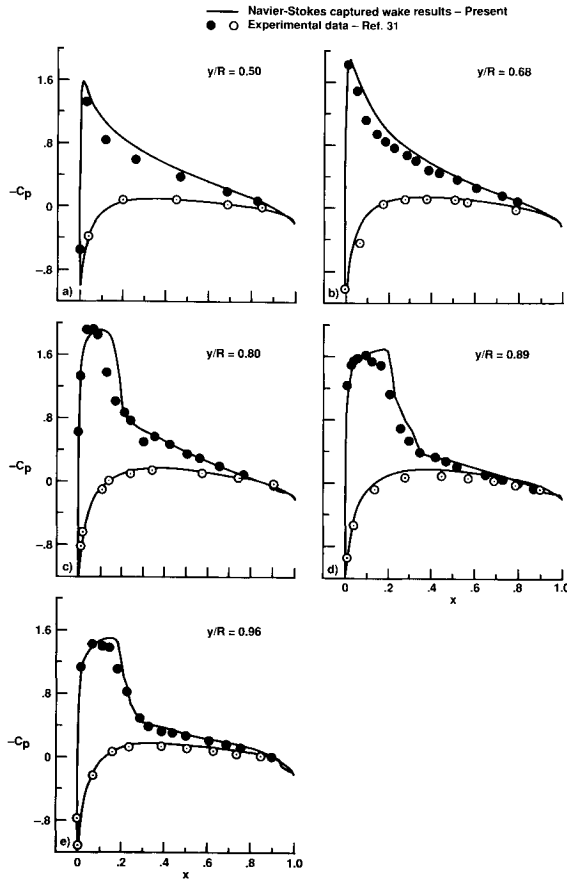 Navier-Stokes captured wake results – Present
Experimental data – Ref. 31
1.6
.8
–Cp
0
–.8
y/R = 0.50
a)
y/R = 0.68
b)
1.6
.8
–Cp
0
–.8
y/R = 0.80
c)
y/R = 0.89
d)
0 .2 .4 .6 .8 1.0
x
1.6
.8
–Cp
0
–.8
y/R = 0.96
e)
0 .2 .4 .6 .8 1.0
x